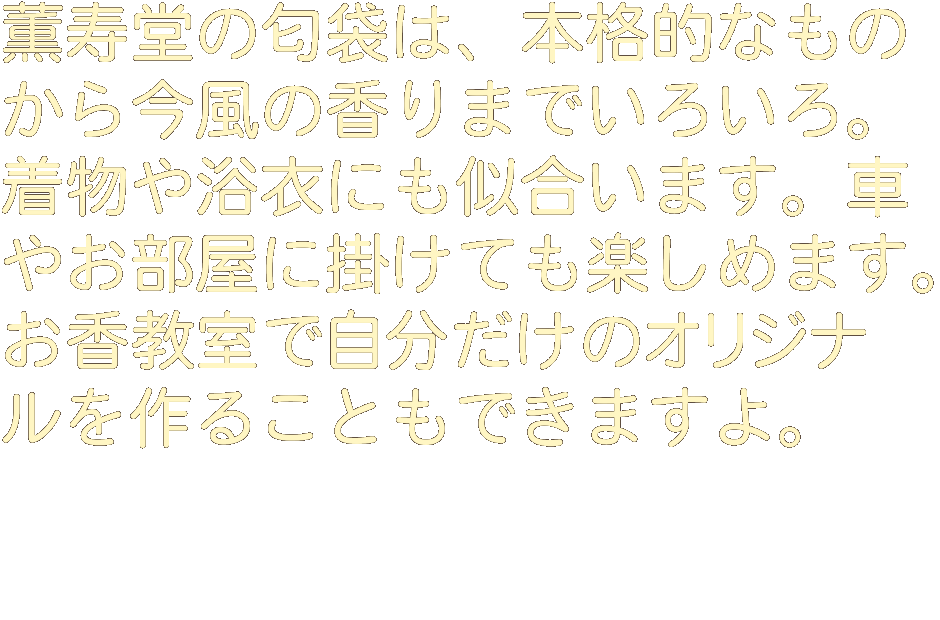 薫寿堂の匂袋は、本格的なもの
から今風の香りまでいろいろ。
着物や浴衣にも似合います。車
やお部屋に掛けても楽しめます。
お香教室で自分だけのオリジナ
ルを作ることもできますよ。